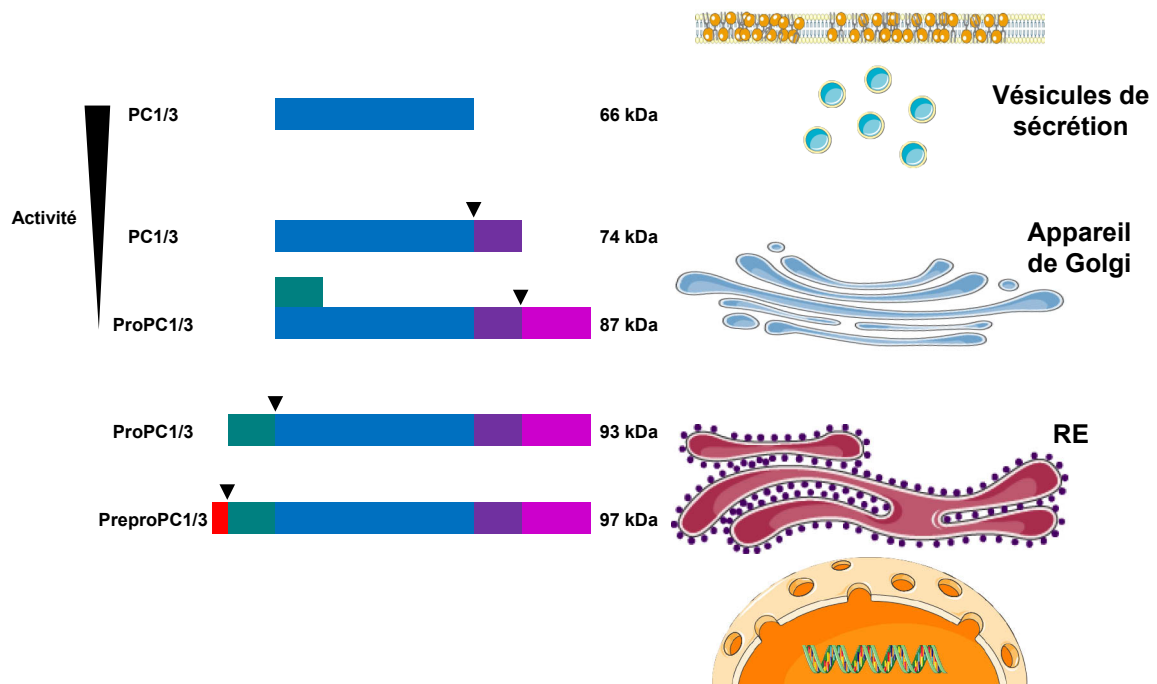 Vésicules de
sécrétion
PC1/3 66 kDa
Activité
PC1/3 74 kDa
Appareil
de Golgi
ProPC1/3 87 kDa
ProPC1/3 93 kDa
RE
PreproPC1/3 97 kDa